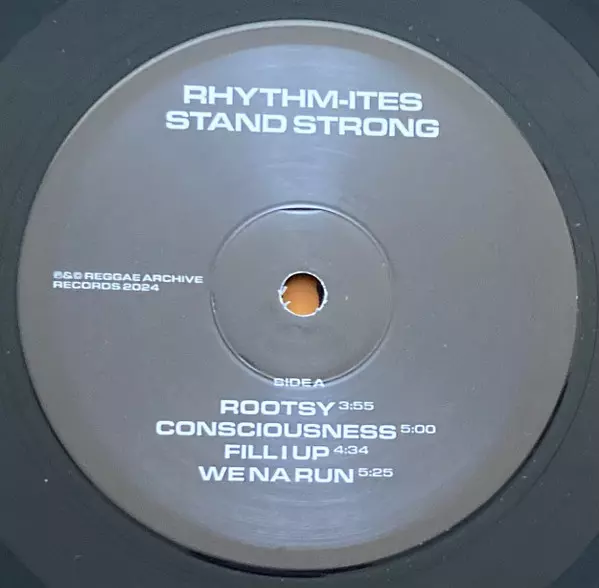 RHYTHM-ITES
STAND STRONG
℗&© REGGAE ARCHIVE
RECORDS 2024
SIDE A
ROOTSY 3:55
CONSCIOUSNESS 5:00
FILL I UP 4:34
WE NA RUN 5:25